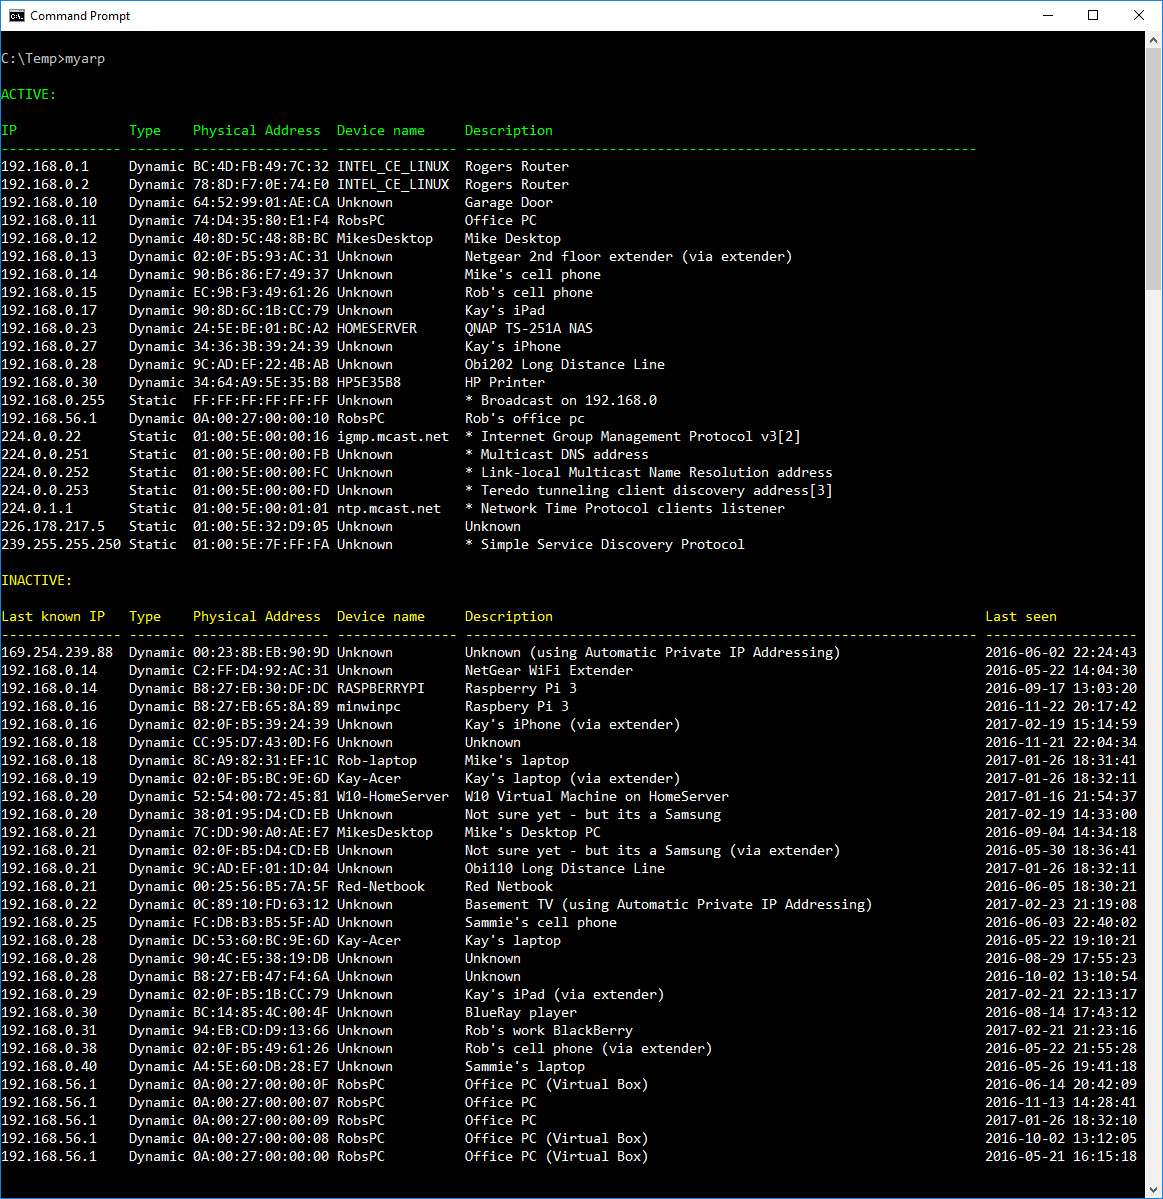 Command Prompt
C:\Temp>myarp
ACTIVE:
IP              Type    Physical Address  Device name     Description
--------------- ------- ----------------- --------------- ----------------------------------------------------------------
192.168.0.1     Dynamic BC:4D:FB:49:7C:32 INTEL_CE_LINUX  Rogers Router
192.168.0.2     Dynamic 78:8D:F7:0E:74:E0 INTEL_CE_LINUX  Rogers Router
192.168.0.10    Dynamic 64:52:99:01:AE:CA Unknown         Garage Door
192.168.0.11    Dynamic 74:D4:35:80:E1:F4 RobsPC          Office PC
192.168.0.12    Dynamic 40:8D:5C:48:8B:BC MikesDesktop    Mike Desktop
192.168.0.13    Dynamic 02:0F:B5:93:AC:31 Unknown         Netgear 2nd floor extender (via extender)
192.168.0.14    Dynamic 90:B6:86:E7:49:37 Unknown         Mike's cell phone
192.168.0.15    Dynamic EC:9B:F3:49:61:26 Unknown         Rob's cell phone
192.168.0.17    Dynamic 90:8D:6C:1B:CC:79 Unknown         Kay's iPad
192.168.0.23    Dynamic 24:5E:BE:01:BC:A2 HOMESERVER      QNAP TS-251A NAS
192.168.0.27    Dynamic 34:36:3B:39:24:39 Unknown         Kay's iPhone
192.168.0.28    Dynamic 9C:AD:EF:22:4B:AB Unknown         Obi202 Long Distance Line
192.168.0.30    Dynamic 34:64:A9:5E:35:B8 HP5E35B8        HP Printer
192.168.0.255   Static  FF:FF:FF:FF:FF:FF Unknown         * Broadcast on 192.168.0
192.168.56.1    Dynamic 0A:00:27:00:00:10 RobsPC          Rob's office pc
224.0.0.22      Static  01:00:5E:00:00:16 igmp.mcast.net  * Internet Group Management Protocol v3[2]
224.0.0.251     Static  01:00:5E:00:00:FB Unknown         * Multicast DNS address
224.0.0.252     Static  01:00:5E:00:00:FC Unknown         * Link-local Multicast Name Resolution address
224.0.0.253     Static  01:00:5E:00:00:FD Unknown         * Teredo tunneling client discovery address[3]
224.0.1.1       Static  01:00:5E:00:01:01 ntp.mcast.net   * Network Time Protocol clients listener
226.178.217.5   Static  01:00:5E:32:D9:05 Unknown         Unknown
239.255.255.250 Static  01:00:5E:7F:FF:FA Unknown         * Simple Service Discovery Protocol
INACTIVE:
Last known IP   Type    Physical Address  Device name     Description                                                      Last seen
--------------- ------- ----------------- --------------- ---------------------------------------------------------------- -------------------
169.254.239.88  Dynamic 00:23:8B:EB:90:9D Unknown         Unknown (using Automatic Private IP Addressing)                  2016-06-02 22:24:43
192.168.0.14    Dynamic C2:FF:D4:92:AC:31 Unknown         NetGear WiFi Extender                                            2016-05-22 14:04:30
192.168.0.14    Dynamic B8:27:EB:30:DF:DC RASPBERRYPI     Raspberry Pi 3                                                   2016-09-17 13:03:20
192.168.0.16    Dynamic B8:27:EB:65:8A:89 minwinpc        Raspbery Pi 3                                                    2016-11-22 20:17:42
192.168.0.16    Dynamic 02:0F:B5:39:24:39 Unknown         Kay's iPhone (via extender)                                      2017-02-19 15:14:59
192.168.0.18    Dynamic CC:95:D7:43:0D:F6 Unknown         Unknown                                                          2016-11-21 22:04:34
192.168.0.18    Dynamic 8C:A9:82:31:EF:1C Rob-laptop      Mike's laptop                                                    2017-01-26 18:31:41
192.168.0.19    Dynamic 02:0F:B5:BC:9E:6D Kay-Acer        Kay's laptop (via extender)                                      2017-01-26 18:32:11
192.168.0.20    Dynamic 52:54:00:72:45:81 W10-HomeServer  W10 Virtual Machine on HomeServer                                2017-01-16 21:54:37
192.168.0.20    Dynamic 38:01:95:D4:CD:EB Unknown         Not sure yet - but its a Samsung                                 2017-02-19 14:33:00
192.168.0.21    Dynamic 7C:DD:90:A0:AE:E7 MikesDesktop    Mike's Desktop PC                                                2016-09-04 14:34:18
192.168.0.21    Dynamic 02:0F:B5:D4:CD:EB Unknown         Not sure yet - but its a Samsung (via extender)                  2016-05-30 18:36:41
192.168.0.21    Dynamic 9C:AD:EF:01:1D:04 Unknown         Obi110 Long Distance Line                                        2017-01-26 18:32:11
192.168.0.21    Dynamic 00:25:56:B5:7A:5F Red-Netbook     Red Netbook                                                      2016-06-05 18:30:21
192.168.0.22    Dynamic 0C:89:10:FD:63:12 Unknown         Basement TV (using Automatic Private IP Addressing)              2017-02-23 21:19:08
192.168.0.25    Dynamic FC:DB:B3:B5:5F:AD Unknown         Sammie's cell phone                                              2016-06-03 22:40:02
192.168.0.28    Dynamic DC:53:60:BC:9E:6D Kay-Acer        Kay's laptop                                                     2016-05-22 19:10:21
192.168.0.28    Dynamic 90:4C:E5:38:19:DB Unknown         Unknown                                                          2016-08-29 17:55:23
192.168.0.28    Dynamic B8:27:EB:47:F4:6A Unknown         Unknown                                                          2016-10-02 13:10:54
192.168.0.29    Dynamic 02:0F:B5:1B:CC:79 Unknown         Kay's iPad (via extender)                                        2017-02-21 22:13:17
192.168.0.30    Dynamic BC:14:85:4C:00:4F Unknown         BlueRay player                                                   2016-08-14 17:43:12
192.168.0.31    Dynamic 94:EB:CD:D9:13:66 Unknown         Rob's work BlackBerry                                            2017-02-21 21:23:16
192.168.0.38    Dynamic 02:0F:B5:49:61:26 Unknown         Rob's cell phone (via extender)                                  2016-05-22 21:55:28
192.168.0.40    Dynamic A4:5E:60:DB:28:E7 Unknown         Sammie's laptop                                                  2016-05-26 19:41:18
192.168.56.1    Dynamic 0A:00:27:00:00:0F RobsPC          Office PC (Virtual Box)                                          2016-06-14 20:42:09
192.168.56.1    Dynamic 0A:00:27:00:00:07 RobsPC          Office PC                                                        2016-11-13 14:28:41
192.168.56.1    Dynamic 0A:00:27:00:00:09 RobsPC          Office PC                                                        2017-01-26 18:32:10
192.168.56.1    Dynamic 0A:00:27:00:00:08 RobsPC          Office PC (Virtual Box)                                          2016-10-02 13:12:05
192.168.56.1    Dynamic 0A:00:27:00:00:00 RobsPC          Office PC (Virtual Box)                                          2016-05-21 16:15:18